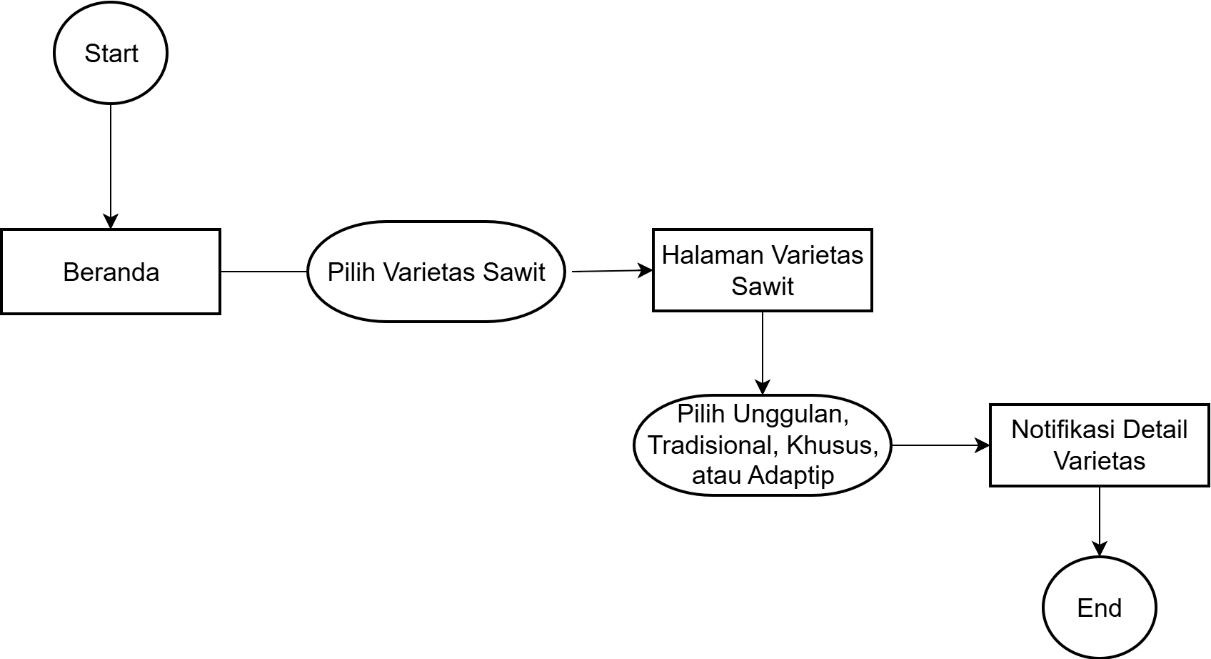 Start
Beranda
Pilih Varietas Sawit
Halaman Varietas
Sawit
Pilih Unggulan,
Tradisional, Khusus,
atau Adaptip
Notifikasi Detail
Varietas
End